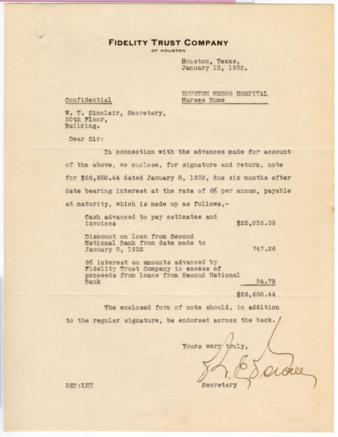 FIDELITY TRUST COMPANY
OF HOUSTON
Houston, Texas,
January 13, 1932.
HOUSTON NEGRO HOSPITAL
Confidential Nurses Home
W. T. Sinclair, Secretary,
20th Floor,
Building.
Dear Sir:
In connection with the advances made for account
of the above, we enclose, for signature and return, note
for $26,658.44 dated January 8, 1932, due six months after
date bearing interest at the rate of 6% per annum, payable
at maturity, which is made up as follows,-
Cash advanced to pay estimates and
invoices $25,856.39
Discount on loan from Second
National Bank from date made to
January 8, 1932 747.26
6% interest on amounts advanced by
Fidelity Trust Company in excess of
proceeds from loans from Second National
Bank 54.79
$26,658.44
The enclosed form of note should, in addition
to the regular signature, be endorsed across the back.
Yours very truly,
Secretary
REP:LET